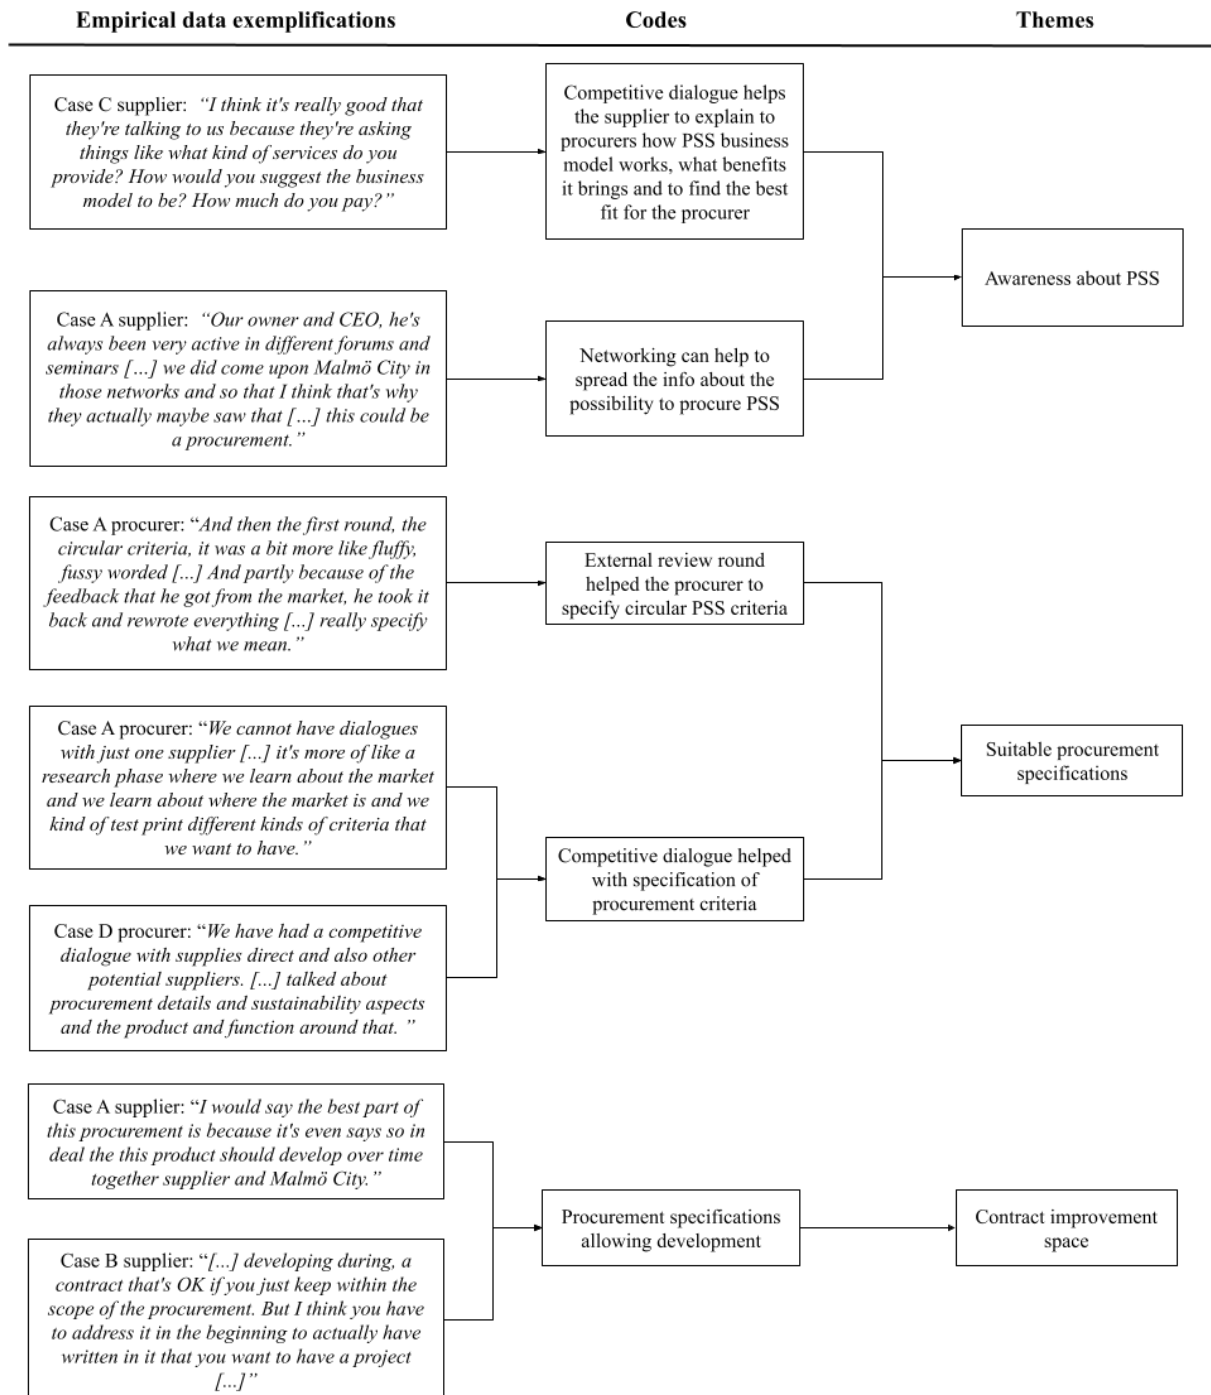 Empirical data exemplifications
Codes
Themes
Case C supplier: “I think it's really good that
they're talking to us because they're asking
things like what kind of services do you
provide? How would you suggest the business
model to be? How much do you pay?”
Competitive dialogue helps
the supplier to explain to
procurers how PSS business
model works, what benefits
it brings and to find the best
fit for the procurer
Awareness about PSS
Case A supplier: “Our owner and CEO, he's
always been very active in different forums and
seminars [...] we did come upon Malmö City in
those networks and so that I think that's why
they actually maybe saw that [...] this could be
a procurement.”
Networking can help to
spread the info about the
possibility to procure PSS
Case A procurer: “And then the first round, the
circular criteria, it was a bit more like fluffy,
fussy worded [...] And partly because of the
feedback that he got from the market, he took it
back and rewrote everything [...] really specify
what we mean.”
External review round
helped the procurer to
specify circular PSS criteria
Case A procurer: “We cannot have dialogues
with just one supplier [...] it's more of like a
research phase where we learn about the market
and we learn about where the market is and we
kind of test print different kinds of criteria that
we want to have.”
Suitable procurement
specifications
Competitive dialogue helped
with specification of
procurement criteria
Case D procurer: “We have had a competitive
dialogue with supplies direct and also other
potential suppliers. [...] talked about
procurement details and sustainability aspects
and the product and function around that. ”
Case A supplier: “I would say the best part of
this procurement is because it's even says so in
deal the this product should develop over time
together supplier and Malmö City.”
Procurement specifications
allowing development
Contract improvement
space
Case B supplier: “[...] developing during, a
contract that's OK if you just keep within the
scope of the procurement. But I think you have
to address it in the beginning to actually have
written in it that you want to have a project
[...]”